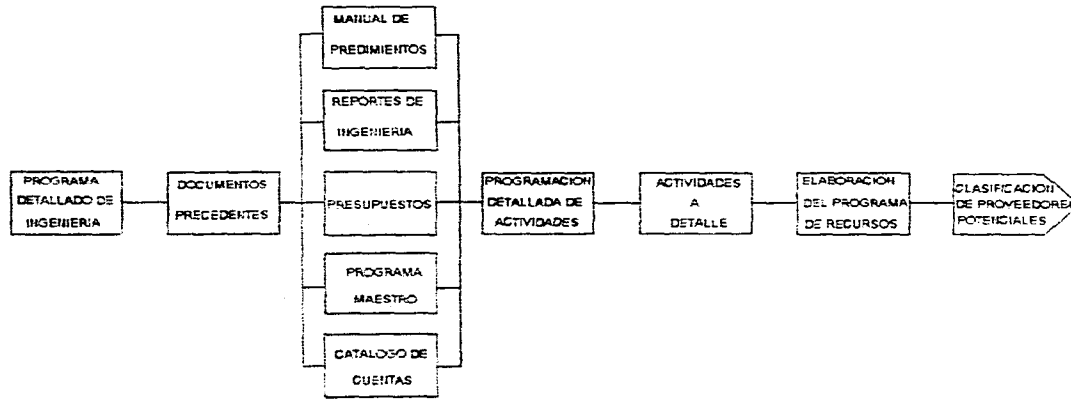 PROGRAMA
DETALLADO DE
INGENIERIA
DOCUMENTOS
PRECEDENTES
MANUAL DE
PREDIMIENTOS
REPORTES DE
INGENIERIA
PRESUPUESTOS
PROGRAMA
MAESTRO
CATALOGO DE
CUENTAS
PROGRAMACION
DETALLADA DE
ACTIVIDADES
ACTIVIDADES
A
DETALLE
ELABORACION
DEL PROGRAMA
DE RECURSOS
CLASIFICACION
DE PROVEEDORES
POTENCIALES